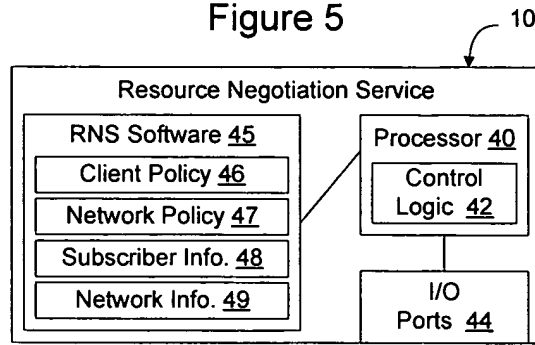 Figure 5
10
Resource Negotiation Service
RNS Software 45
Client Policy 46
Network Policy 47
Subscriber Info. 48
Network Info. 49
Processor 40
Control
Logic 42
I/O
Ports 44